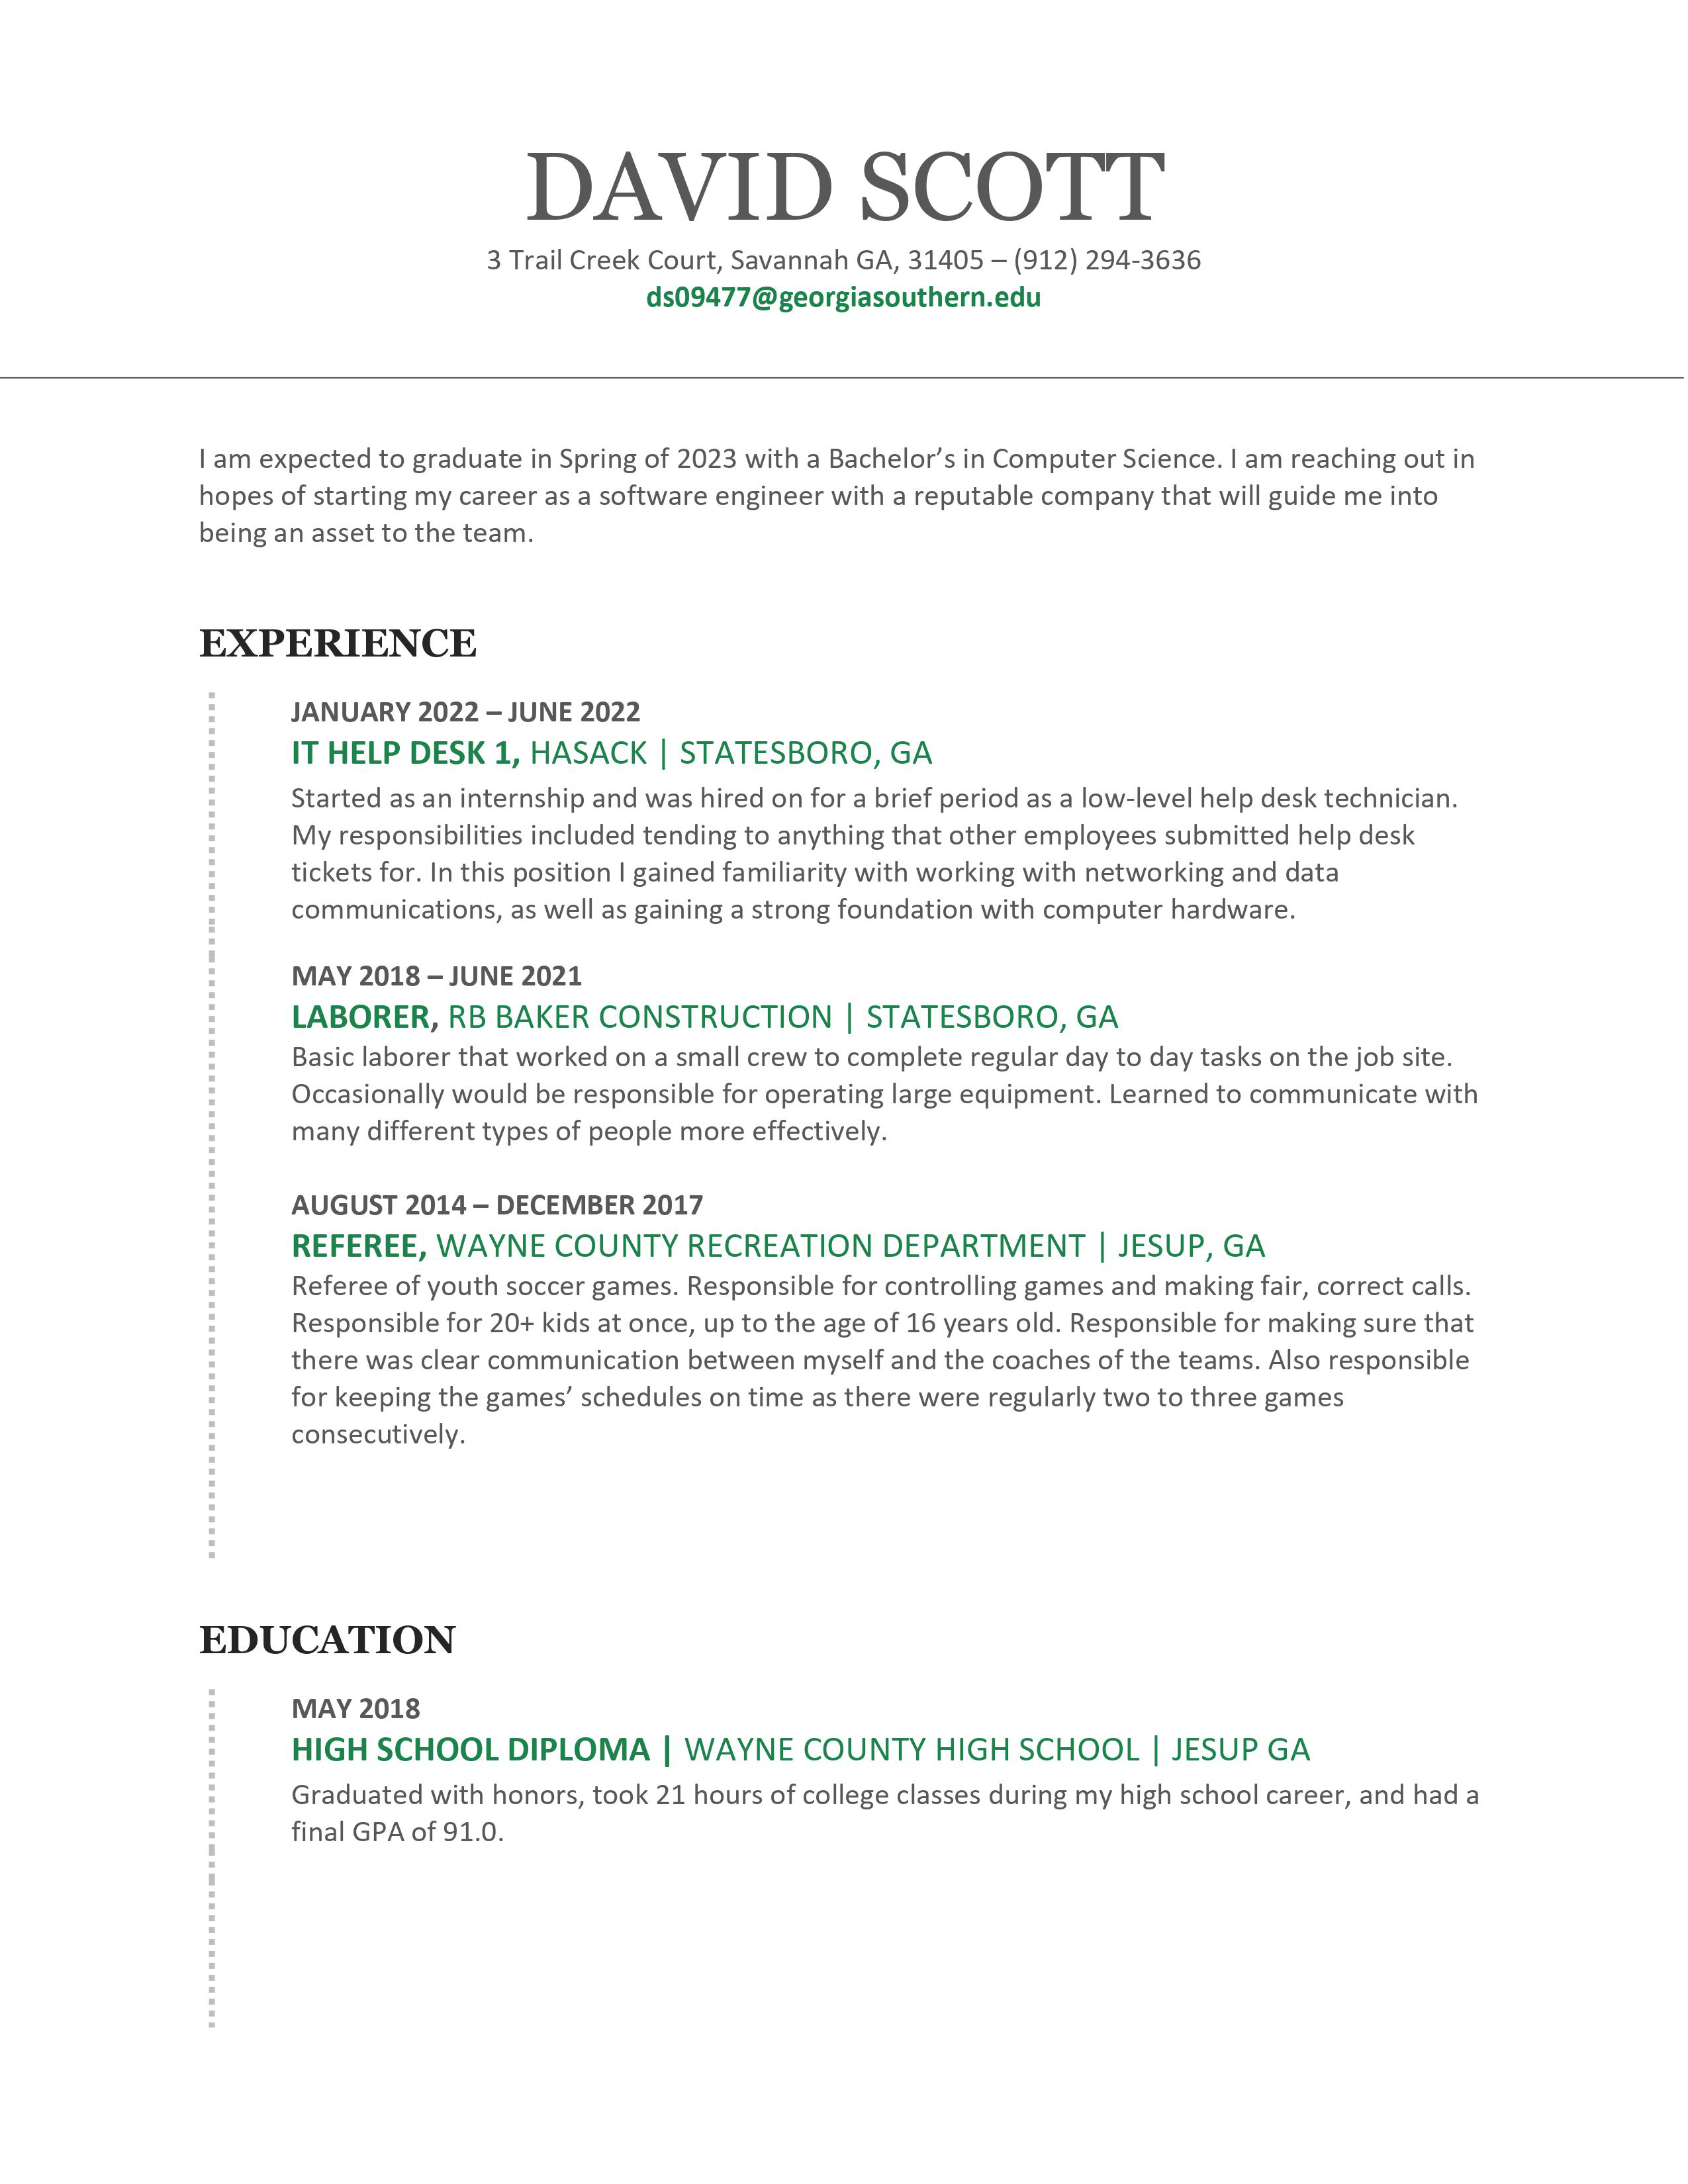 DAVID SCOTT
3 Trail Creek Court, Savannah GA, 31405 – (912) 294-3636
ds09477@georgiasouthern.edu
I am expected to graduate in Spring of 2023 with a Bachelor’s in Computer Science. I am reaching out in
hopes of starting my career as a software engineer with a reputable company that will guide me into
being an asset to the team.
EXPERIENCE
JANUARY 2022 – JUNE 2022
IT HELP DESK 1, HASACK | STATESBORO, GA
Started as an internship and was hired on for a brief period as a low-level help desk technician.
My responsibilities included tending to anything that other employees submitted help desk
tickets for. In this position I gained familiarity with working with networking and data
communications, as well as gaining a strong foundation with computer hardware.
MAY 2018 – JUNE 2021
LABORER, RB BAKER CONSTRUCTION | STATESBORO, GA
Basic laborer that worked on a small crew to complete regular day to day tasks on the job site.
Occasionally would be responsible for operating large equipment. Learned to communicate with
many different types of people more effectively.
AUGUST 2014 – DECEMBER 2017
REFEREE, WAYNE COUNTY RECREATION DEPARTMENT | JESUP, GA
Referee of youth soccer games. Responsible for controlling games and making fair, correct calls.
Responsible for 20+ kids at once, up to the age of 16 years old. Responsible for making sure that
there was clear communication between myself and the coaches of the teams. Also responsible
for keeping the games’ schedules on time as there were regularly two to three games
consecutively.
EDUCATION
MAY 2018
HIGH SCHOOL DIPLOMA | WAYNE COUNTY HIGH SCHOOL | JESUP GA
Graduated with honors, took 21 hours of college classes during my high school career, and had a
final GPA of 91.0.